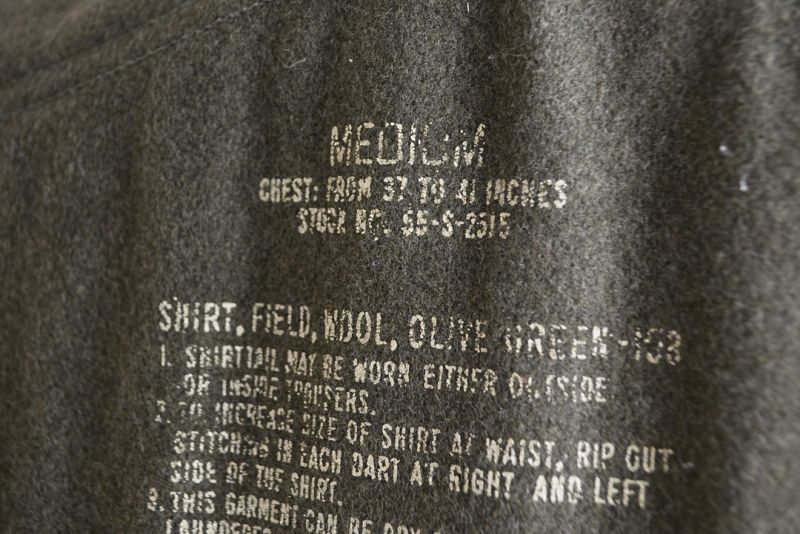 MEDIUM
CHEST: FROM 37 TO 41 INCHES
STOCK NO. 55-S-2515
SHIRT, FIELD, WOOL, OLIVE GREEN-108
1. SHIRTTAIL MAY BE WORN EITHER OUTSIDE
OR INSIDE TROUSERS.
2. TO INCREASE SIZE OF SHIRT AT WAIST, RIP OUT
STITCHING IN EACH DART AT RIGHT AND LEFT
SIDE OF THE SHIRT.
3. THIS GARMENT CAN BE DRY
LAUNDERED